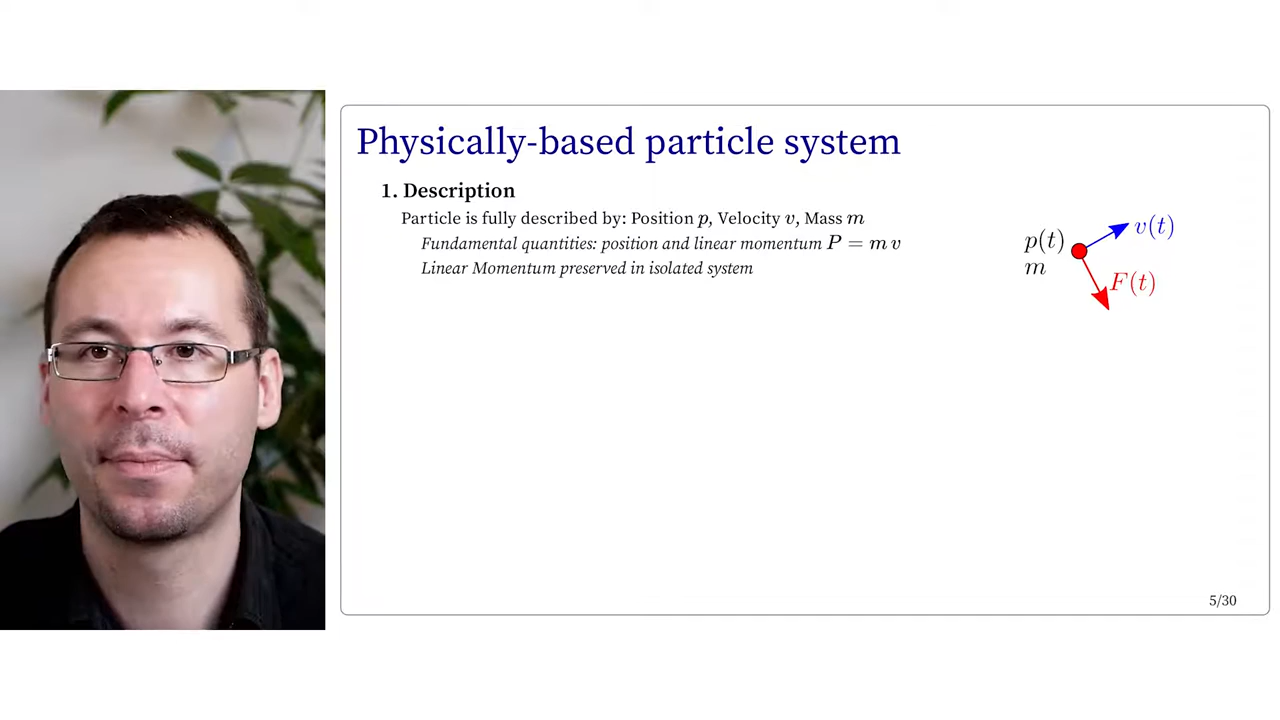 Physically-based particle system
1. Description
Particle is fully described by: Position p, Velocity v, Mass m
Fundamental quantities: position and linear momentum P = m v
Linear Momentum preserved in isolated system
p(t)
m
v(t)
F(t)
5/30